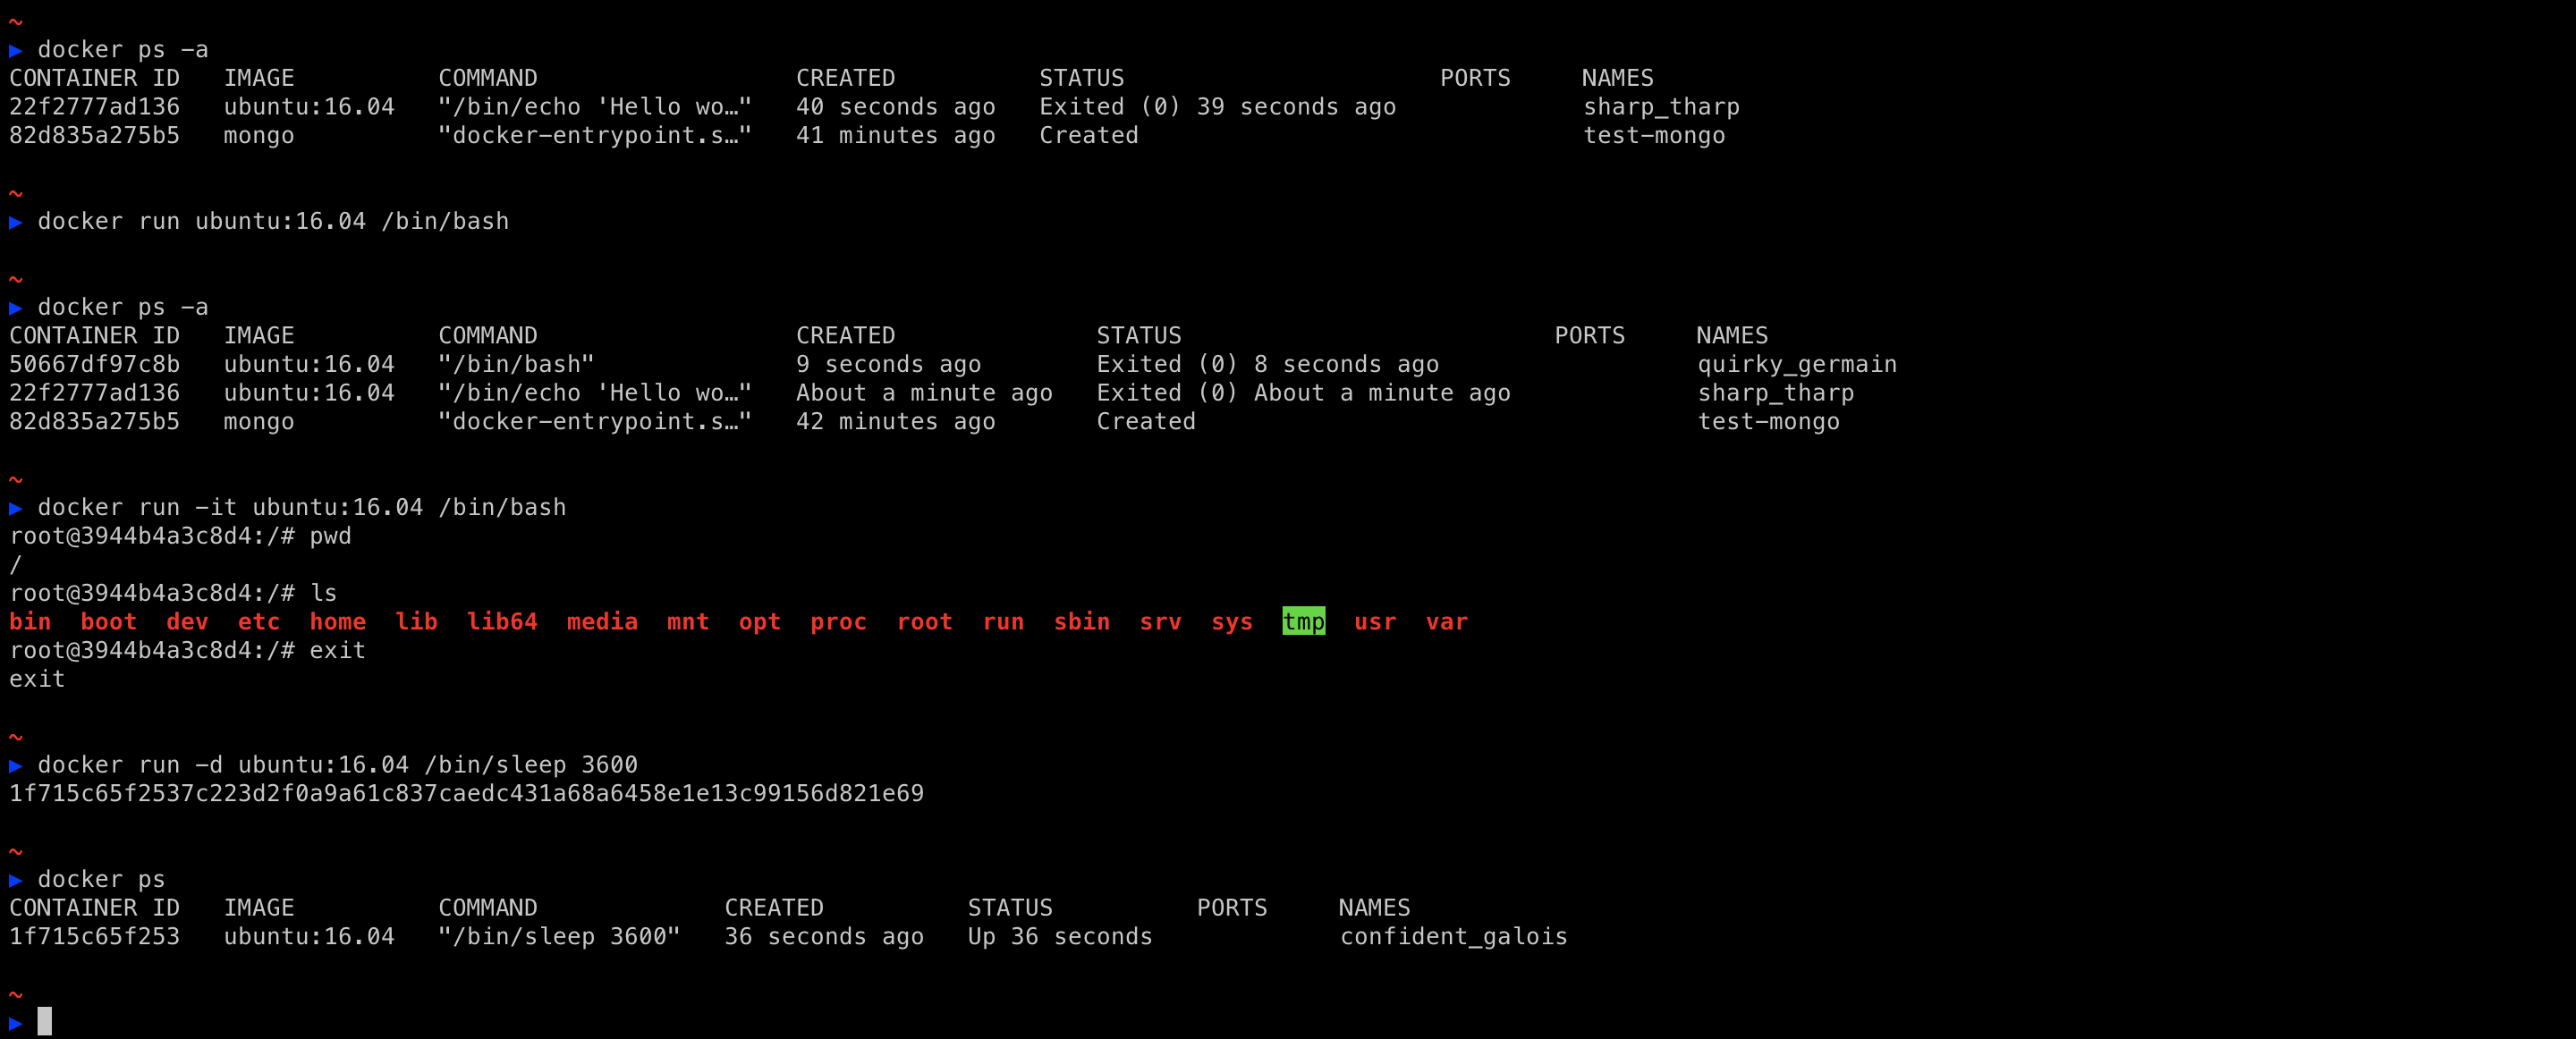 ~
▶ docker ps -a
CONTAINER ID   IMAGE          COMMAND                  CREATED          STATUS                      PORTS     NAMES
22f2777ad136   ubuntu:16.04   "/bin/echo 'Hello wo…"   40 seconds ago   Exited (0) 39 seconds ago             sharp_tharp
82d835a275b5   mongo          "docker-entrypoint.s…"   41 minutes ago   Created                               test-mongo
~
▶ docker run ubuntu:16.04 /bin/bash
~
▶ docker ps -a
CONTAINER ID   IMAGE          COMMAND                  CREATED              STATUS                          PORTS     NAMES
50667df97c8b   ubuntu:16.04   "/bin/bash"              9 seconds ago        Exited (0) 8 seconds ago                  quirky_germain
22f2777ad136   ubuntu:16.04   "/bin/echo 'Hello wo…"   About a minute ago   Exited (0) About a minute ago             sharp_tharp
82d835a275b5   mongo          "docker-entrypoint.s…"   42 minutes ago       Created                                   test-mongo
~
▶ docker run -it ubuntu:16.04 /bin/bash
root@3944b4a3c8d4:/# pwd
/
root@3944b4a3c8d4:/# ls
bin  boot  dev  etc  home  lib  lib64  media  mnt  opt  proc  root  run  sbin  srv  sys  tmp  usr  var
root@3944b4a3c8d4:/# exit
exit
~
▶ docker run -d ubuntu:16.04 /bin/sleep 3600
1f715c65f2537c223d2f0a9a61c837caedc431a68a6458e1e13c99156d821e69
~
▶ docker ps
CONTAINER ID   IMAGE          COMMAND             CREATED          STATUS          PORTS     NAMES
1f715c65f253   ubuntu:16.04   "/bin/sleep 3600"   36 seconds ago   Up 36 seconds             confident_galois
~
▶